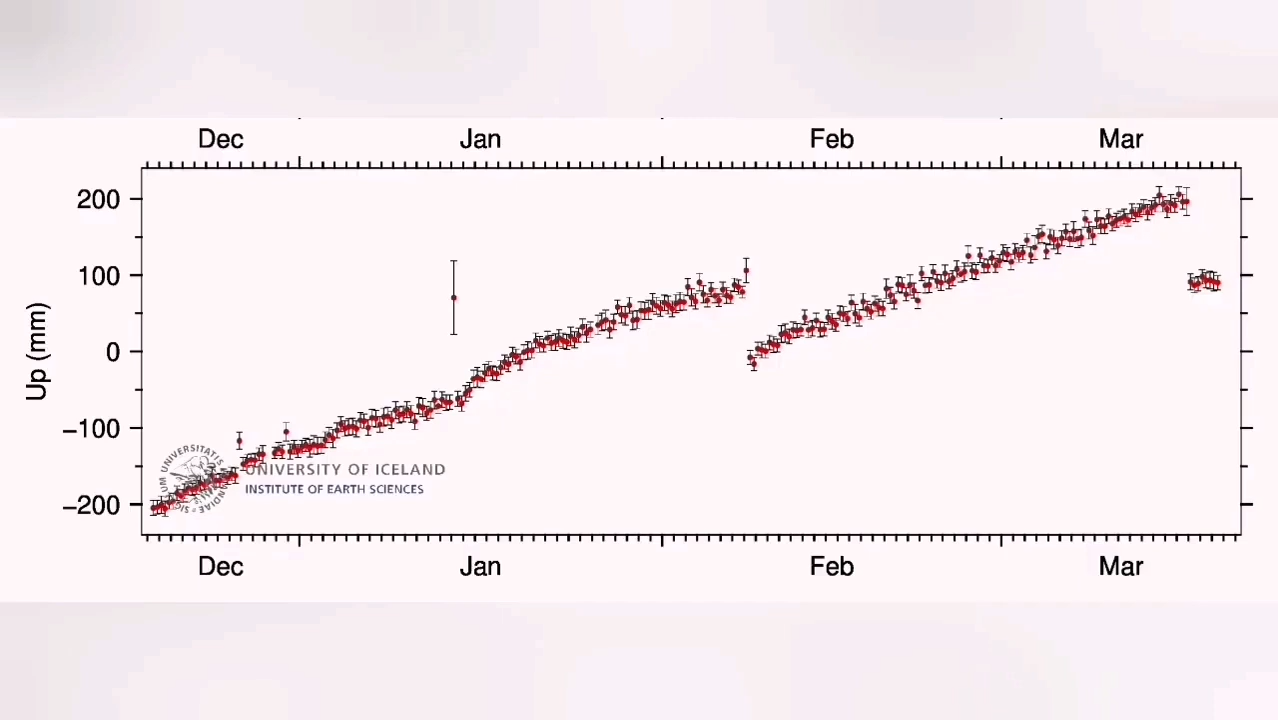 Dec Jan Feb Mar
200
100
0
−100
−200
Up (mm)
UNIVERSITY OF ICELAND
INSTITUTE OF EARTH SCIENCES
Dec Jan Feb Mar